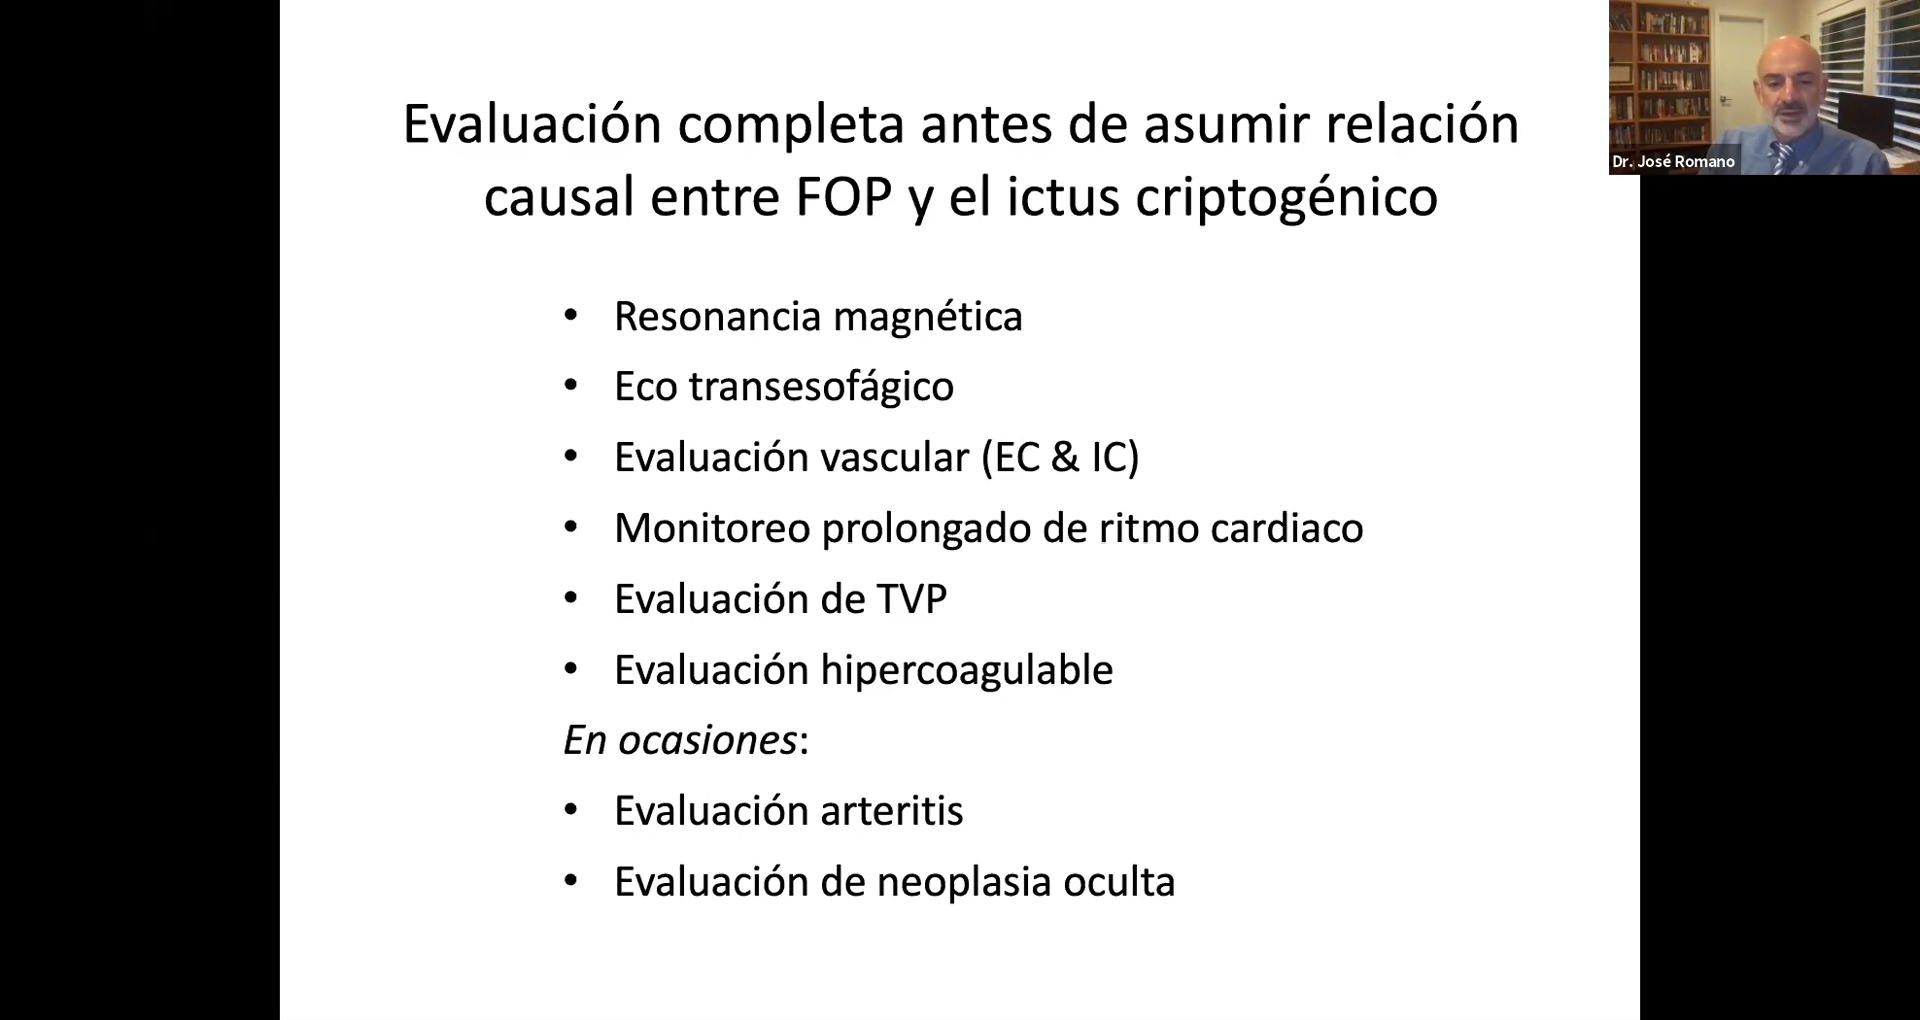 Evaluación completa antes de asumir relación
causal entre FOP y el ictus criptogénico
• Resonancia magnética
• Eco transesofágico
• Evaluación vascular (EC & IC)
• Monitoreo prolongado de ritmo cardiaco
• Evaluación de TVP
• Evaluación hipercoagulable
En ocasiones:
• Evaluación arteritis
• Evaluación de neoplasia oculta
Dr. José Romano